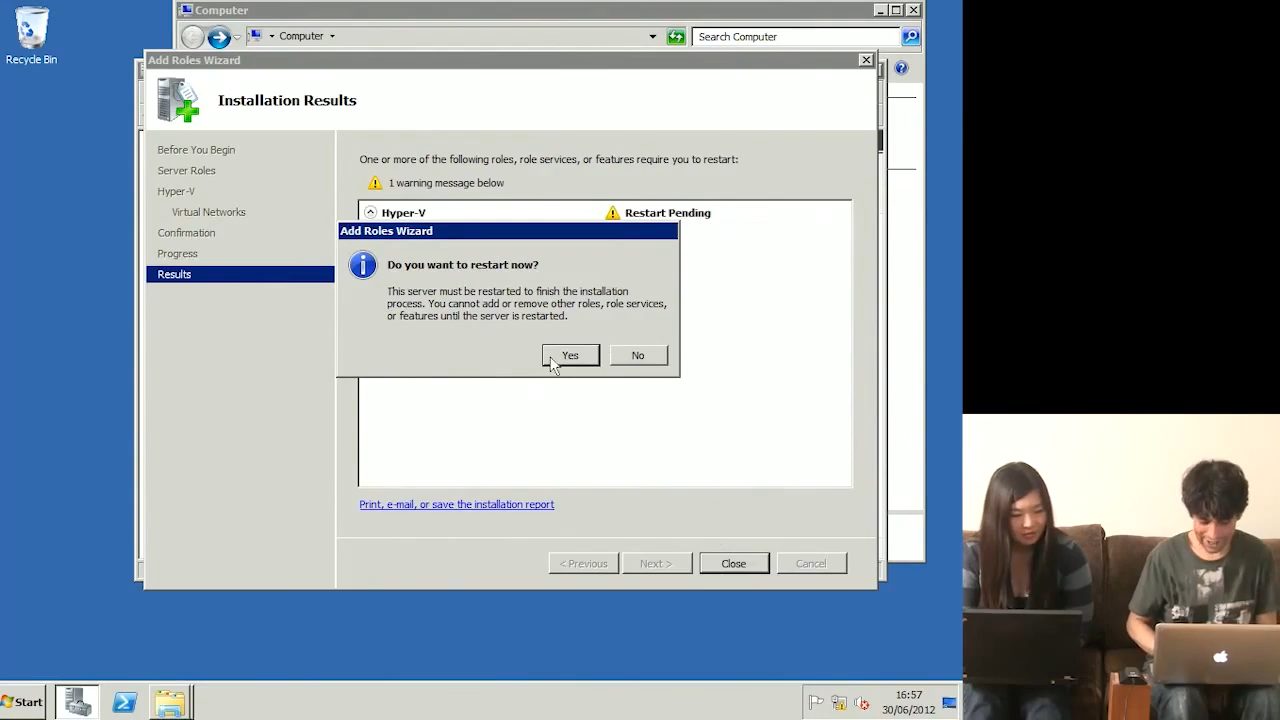 Computer
Recycle Bin
Computer
Search Computer
Add Roles Wizard
Installation Results
Before You Begin
Server Roles
Hyper-V
Virtual Networks
Confirmation
Progress
Results
One or more of the following roles, role services, or features require you to restart:
1 warning message below
Hyper-V
Restart Pending
Add Roles Wizard
Do you want to restart now?
This server must be restarted to finish the installation
process. You cannot add or remove other roles, role services,
or features until the server is restarted.
Yes
No
Print, e-mail, or save the installation report
< Previous
Next >
Close
Cancel
Start
16:57
30/06/2012